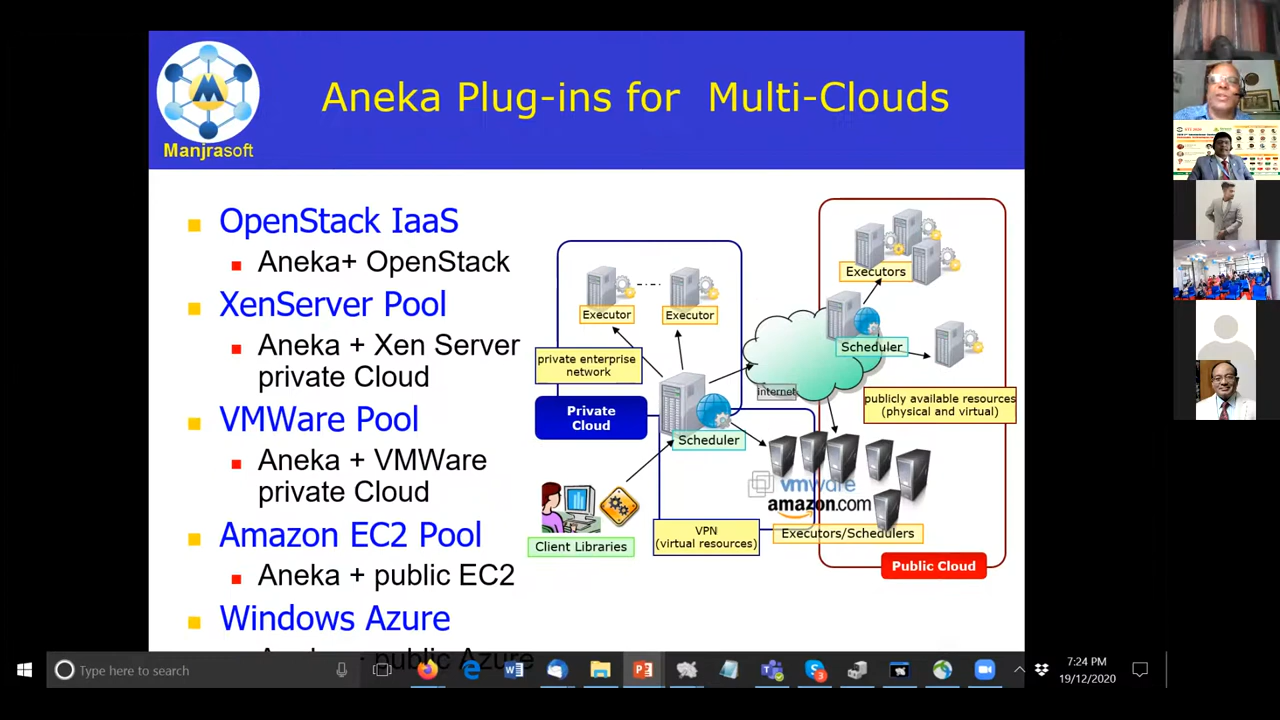 Aneka Plug-ins for Multi-Clouds
Manjrasoft
OpenStack IaaS
Aneka+ OpenStack
XenServer Pool
Aneka + Xen Server
private Cloud
VMWare Pool
Aneka + VMWare
private Cloud
Amazon EC2 Pool
Aneka + public EC2
Windows Azure
public Azure
Executor
Executor
private enterprise
network
Private
Cloud
Scheduler
Client Libraries
VPN
(virtual resources)
internet
Executors
Scheduler
publicly available resources
(physical and virtual)
vmware
amazon.com
Executors/Schedulers
Public Cloud
Type here to search
7:24 PM
19/12/2020